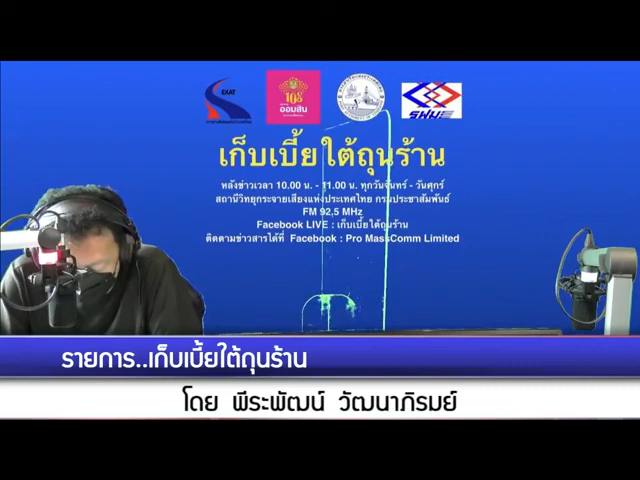 EXAT
108
ออมสิน
รฟม
เก็บเบี้ยใต้ถุนร้าน
หลังข่าวเวลา 10.00 น. - 11.00 น. ทุกวันจันทร์ - วันศุกร์
สถานีวิทยุกระจายเสียงแห่งประเทศไทย กรมประชาสัมพันธ์
FM 92,5 MHz
Facebook LIVE : เก็บเบี้ยใต้ถุนร้าน
ติดตามข่าวสารได้ที่ Facebook : Pro MassComm Limited
รายการ..เก็บเบี้ยใต้ถุนร้าน
โดย พีระพัฒน์ วัฒนาภิรมย์